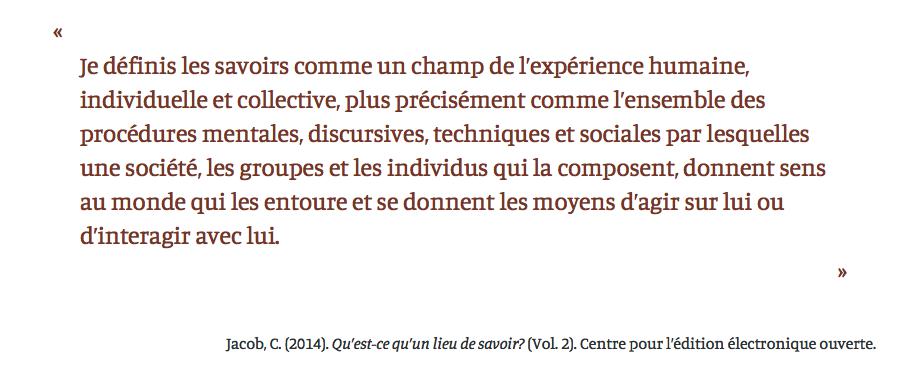 «
Je définis les savoirs comme un champ de l’expérience humaine,
individuelle et collective, plus précisément comme l’ensemble des
procédures mentales, discursives, techniques et sociales par lesquelles
une société, les groupes et les individus qui la composent, donnent sens
au monde qui les entoure et se donnent les moyens d’agir sur lui ou
d’interagir avec lui.
»
Jacob, C. (2014). Qu’est-ce qu’un lieu de savoir? (Vol. 2). Centre pour l’édition électronique ouverte.